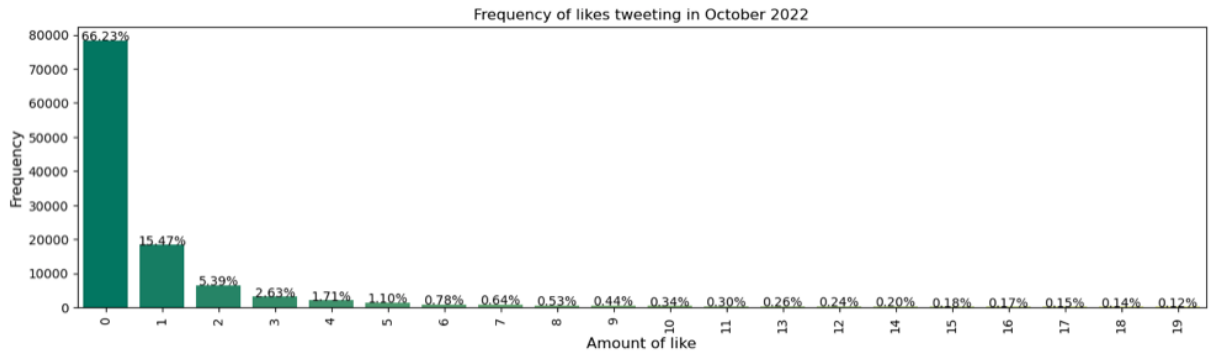 Frequency of likes tweeting in October 2022
80000
70000
60000
50000
40000
30000
20000
10000
0
Frequency
66.23% 15.47% 5.39% 2.63% 1.71% 1.10% 0.78% 0.64% 0.53% 0.44% 0.34% 0.30% 0.26% 0.24% 0.20% 0.18% 0.17% 0.15% 0.14% 0.12%
0 1 2 3 4 5 6 7 8 9 10 11 13 12 14 15 16 17 18 19
Amount of like